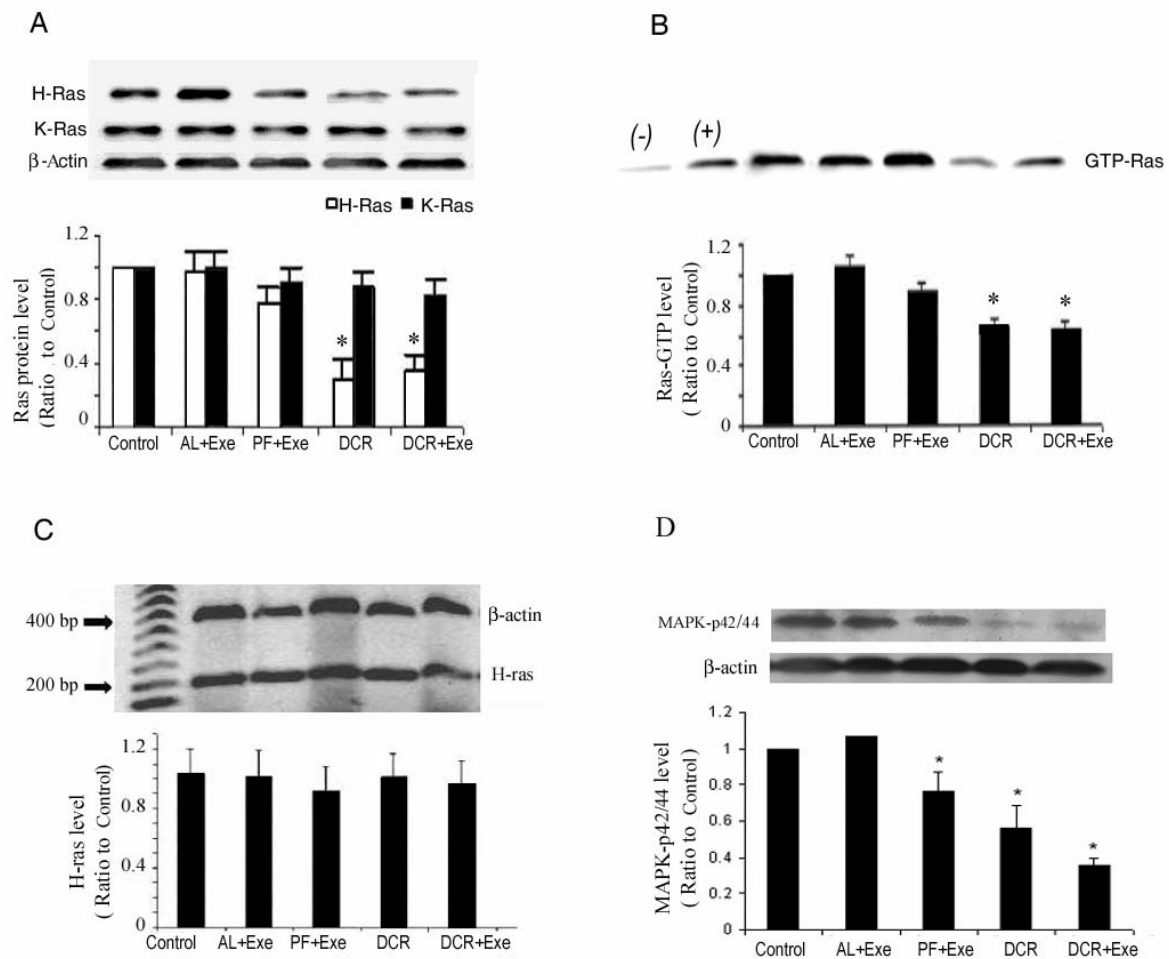 A
H-Ras
K-Ras
β-Actin
H-Ras K-Ras
Ras protein level
(Ratio to Control)
1.2
0.8
0.4
0
* *
Control AL+Exe PF+Exe DCR DCR+Exe
B
(-) (+)
GTP-Ras
Ras-GTP level
( Ratio to Control)
1.2
0.8
0.4
0
* *
Control AL+Exe PF+Exe DCR DCR+Exe
C
400 bp
200 bp
β-actin
H-ras
H-ras level
( Ratio to Control)
1.2
0.8
0.4
0
Control AL+Exe PF+Exe DCR DCR+Exe
D
MAPK-p42/44
β-actin
MAPK-p42/44 level
( Ratio to Control)
1.2
1
0.8
0.6
0.4
0.2
0
* * *
Control AL+Exe PF+Exe DCR DCR+Exe